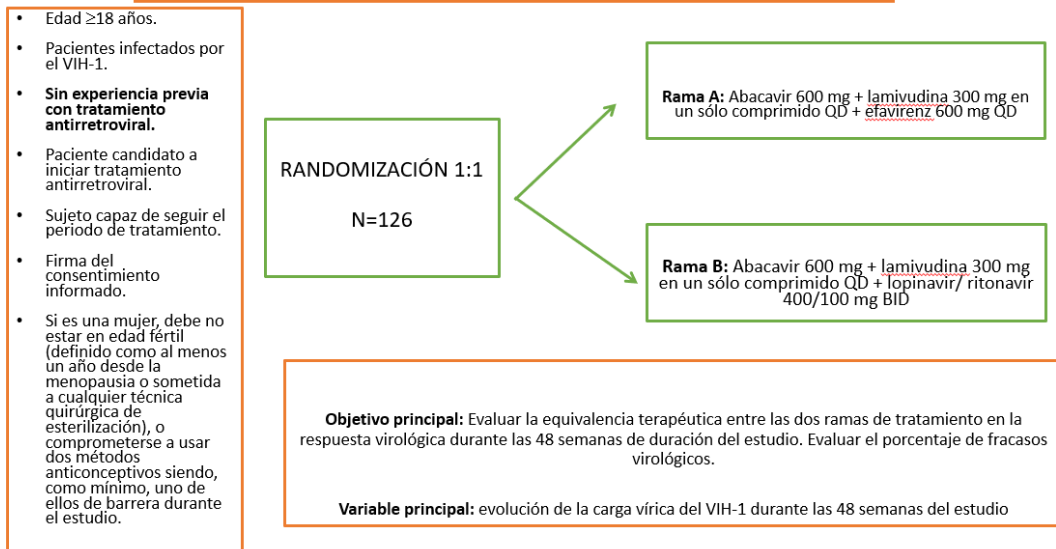 • Edad ≥18 años.
• Pacientes infectados por
el VIH-1.
• Sin experiencia previa
con tratamiento
antirretroviral.
• Paciente candidato a
iniciar tratamiento
antirretroviral.
• Sujeto capaz de seguir el
periodo de tratamiento.
• Firma del
consentimiento
informado.
• Si es una mujer, debe no
estar en edad fértil
(definido como al menos
un año desde la
menopausia o sometida
a cualquier técnica
quirúrgica de
esterilización), o
comprometerse a usar
dos métodos
anticonceptivos siendo,
como mínimo, uno de
ellos de barrera durante
el estudio.
RANDOMIZACIÓN 1:1
N=126
Rama A: Abacavir 600 mg + lamivudina 300 mg en
un sólo comprimido QD + efavirenz 600 mg QD
Rama B: Abacavir 600 mg + lamivudina 300 mg
en un sólo comprimido QD + lopinavir/ ritonavir
400/100 mg BID
Objetivo principal: Evaluar la equivalencia terapéutica entre las dos ramas de tratamiento en la
respuesta virológica durante las 48 semanas de duración del estudio. Evaluar el porcentaje de fracasos
virológicos.
Variable principal: evolución de la carga vírica del VIH-1 durante las 48 semanas del estudio